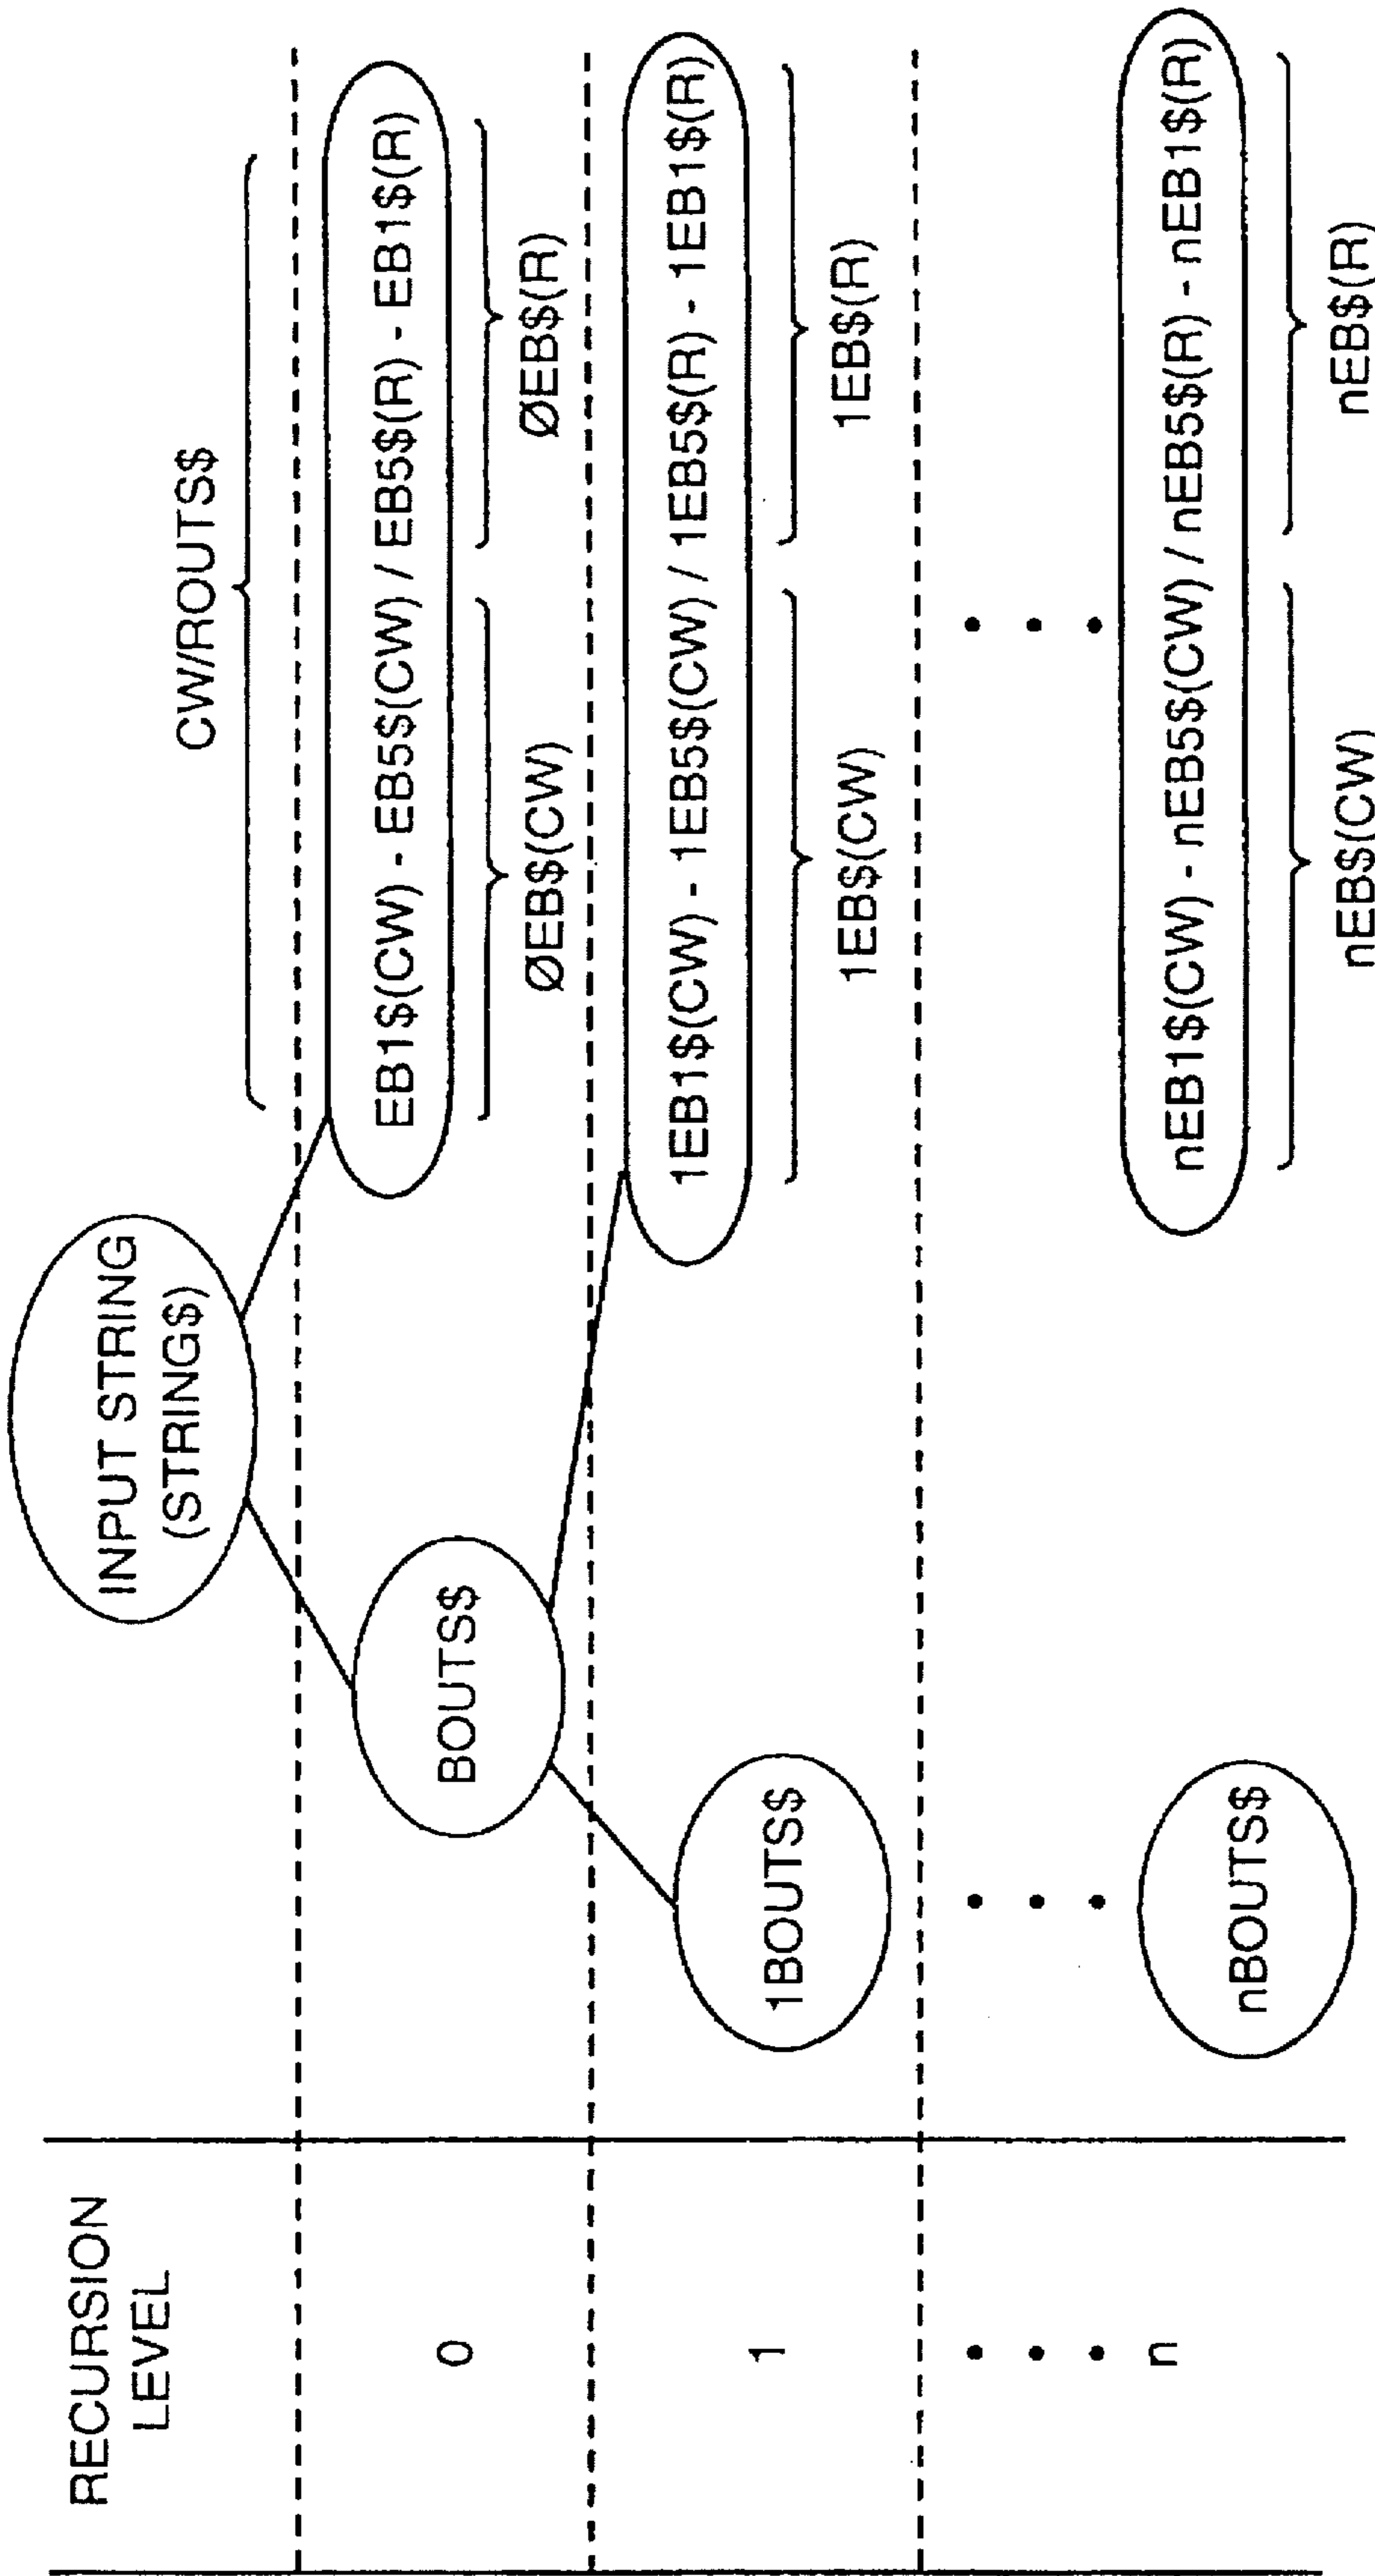 RECURSION
LEVEL
INPUT STRING
(STRING$)
CW/ROUTS$
0
BOUTS$
EB1$(CW) - EB5$(CW) / EB5$(R) - EB1$(R)
ØEB$(CW)
ØEB$(R)
1
1BOUTS$
1EB1$(CW) - 1EB5$(CW) / 1EB5$(R) - 1EB1$(R)
1EB$(CW)
1EB$(R)
n
nBOUTS$
nEB1$(CW) - nEB5$(CW) / nEB5$(R) - nEB1$(R)
nEB$(CW)
nEB$(R)